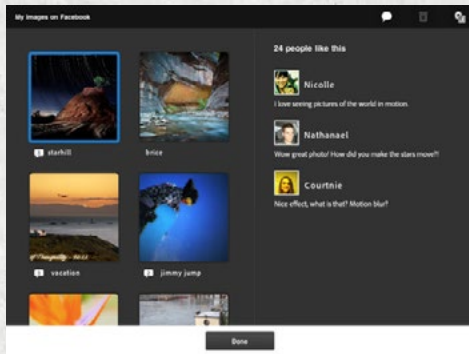 My Images on Facebook
24 people like this
Nicolle
I love seeing pictures of the world in motion.
Nathanael
Wow great photo! How did you make the stars move?!
Courtnie
Nice effect, what is that? Motion blur?
starhill
brice
vacation
jimmy jump
Done